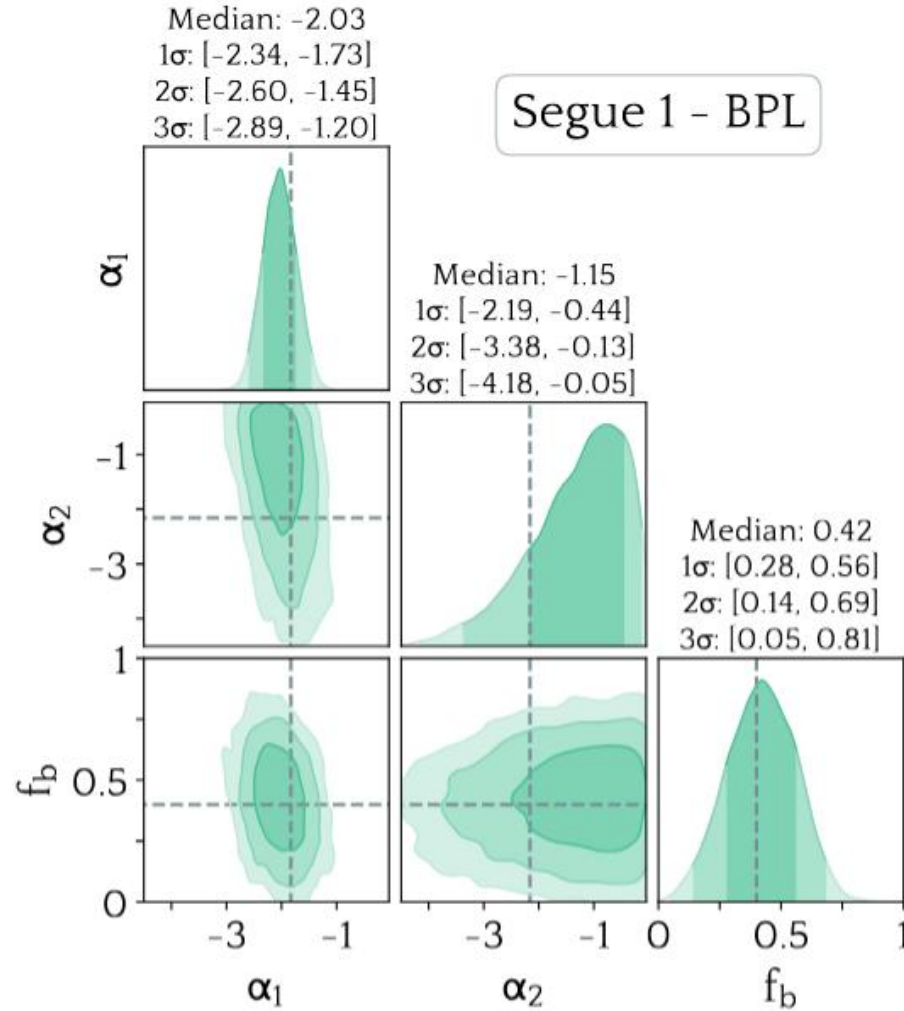 Median: -2.03
1σ: [-2.34, -1.73]
2σ: [-2.60, -1.45]
3σ: [-2.89, -1.20]
Segue 1 - BPL
α₁
Median: -1.15
1σ: [-2.19, -0.44]
2σ: [-3.38, -0.13]
3σ: [-4.18, -0.05]
-1
-3
α₂
Median: 0.42
1σ: [0.28, 0.56]
2σ: [0.14, 0.69]
3σ: [0.05, 0.81]
1
0.5
0
f_b
-3 -1
-3 -1
0 0.5 1
α₁
α₂
f_b